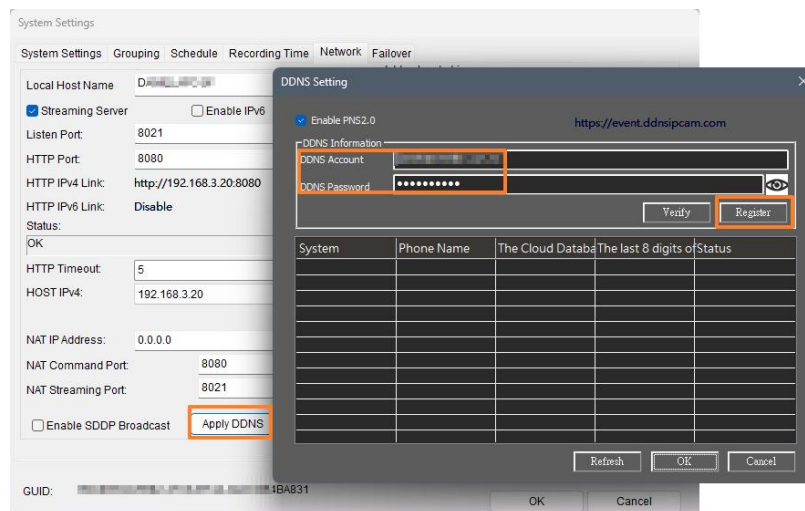 System Settings
System Settings Grouping Schedule Recording Time Network Failover
Local Host Name D
Streaming Server Enable IPv6
Listen Port: 8021
HTTP Port: 8080
HTTP IPv4 Link: http://192.168.3.20:8080
HTTP IPv6 Link: Disable
Status:
OK
HTTP Timeout: 5
HOST IPv4: 192.168.3.20
NAT IP Address: 0.0.0.0
NAT Command Port: 8080
NAT Streaming Port: 8021
Enable SDDP Broadcast Apply DDNS
GUID: 4BA831
OK Cancel
DDNS Setting
Enable PNS2.0 https://event.ddnsipcam.com
DDNS Information
DDNS Account
DDNS Password ••••••••••
Verify Register
System Phone Name The Cloud Databa The last 8 digits of Status
Refresh OK Cancel